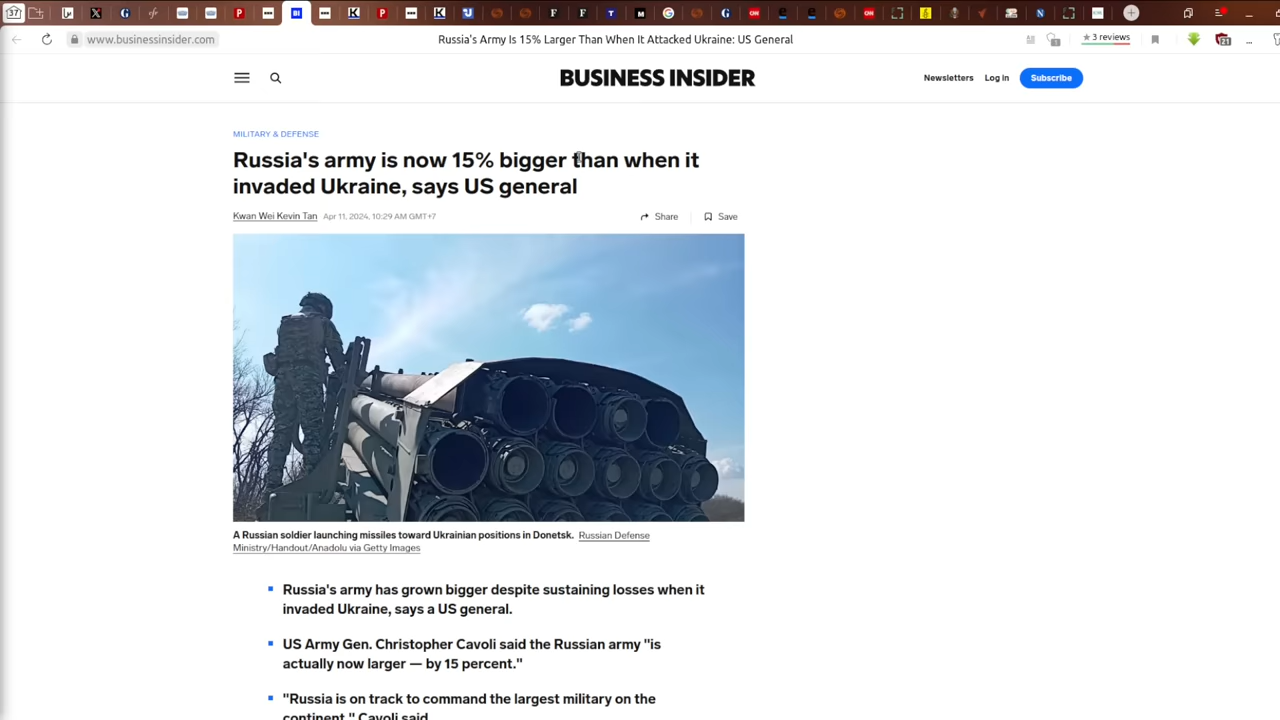 37
www.businessinsider.com
Russia's Army Is 15% Larger Than When It Attacked Ukraine: US General
3 reviews
21
BUSINESS INSIDER
Newsletters
Log in
Subscribe
MILITARY & DEFENSE
Russia's army is now 15% bigger than when it
invaded Ukraine, says US general
Kwan Wei Kevin Tan Apr 11, 2024, 10:29 AM GMT+7
Share
Save
A Russian soldier launching missiles toward Ukrainian positions in Donetsk. Russian Defense
Ministry/Handout/Anadolu via Getty Images
Russia's army has grown bigger despite sustaining losses when it
invaded Ukraine, says a US general.
US Army Gen. Christopher Cavoli said the Russian army "is
actually now larger — by 15 percent."
"Russia is on track to command the largest military on the
continent," Cavoli said.